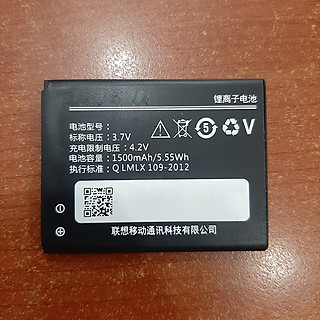 锂离子电池
电池型号:
标称电压:3.7V
充电限制电压:4.2V
电池容量:1500mAh/5.55Wh
执行标准:Q LMLX 109-2012
5
V
联想移动通讯科技有限公司